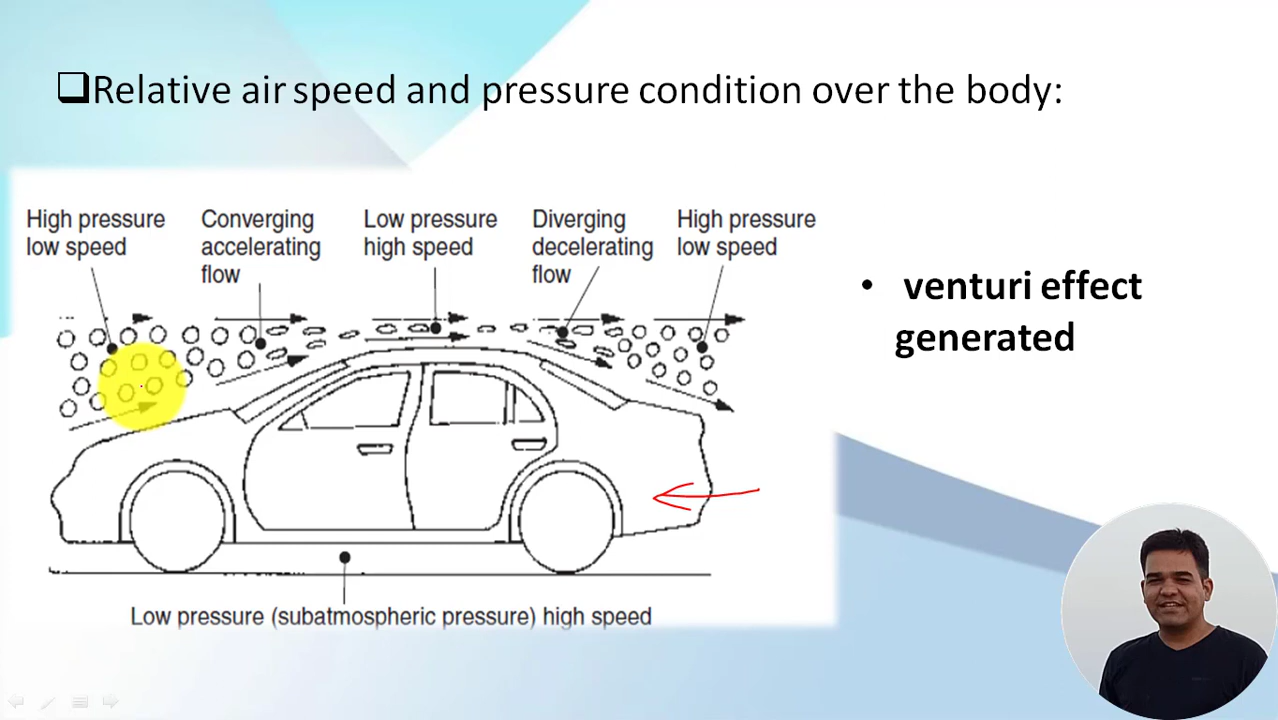 ❑Relative air speed and pressure condition over the body:
High pressure
low speed
Converging
accelerating
flow
Low pressure
high speed
Diverging
decelerating
flow
High pressure
low speed
• venturi effect
generated
Low pressure (subatmospheric pressure) high speed